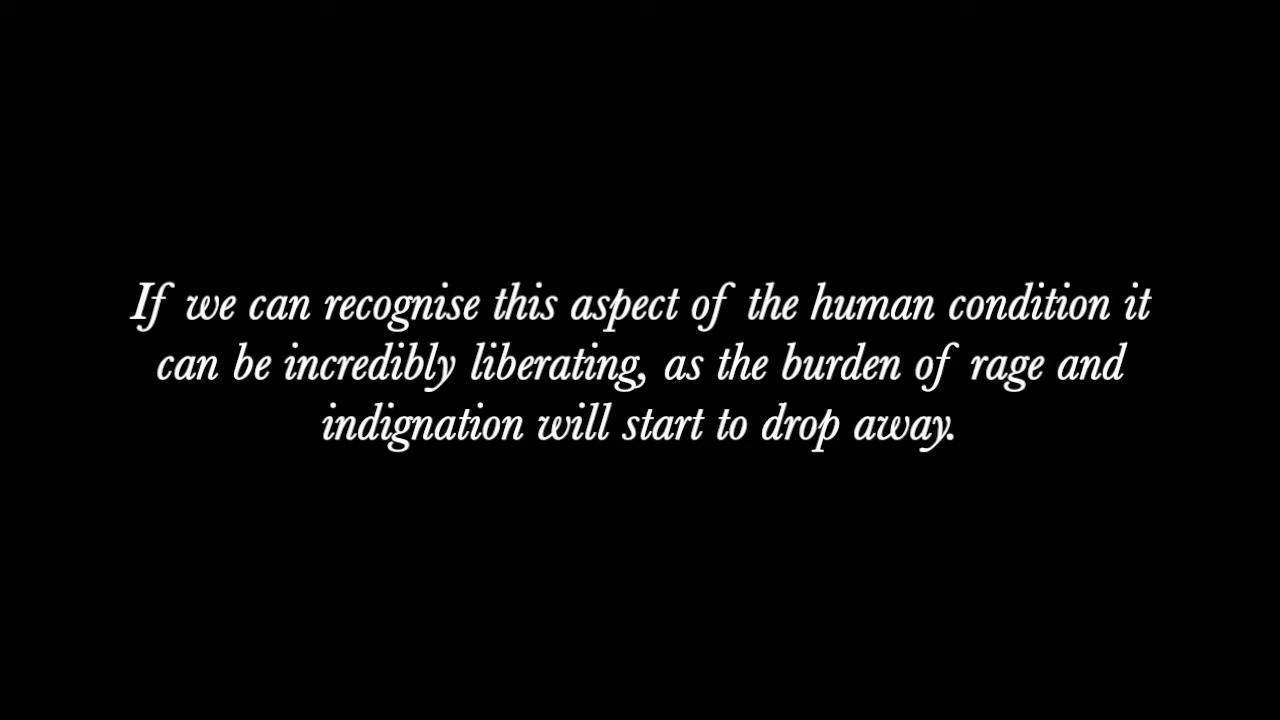 If we can recognise this aspect of the human condition it
can be incredibly liberating, as the burden of rage and
indignation will start to drop away.